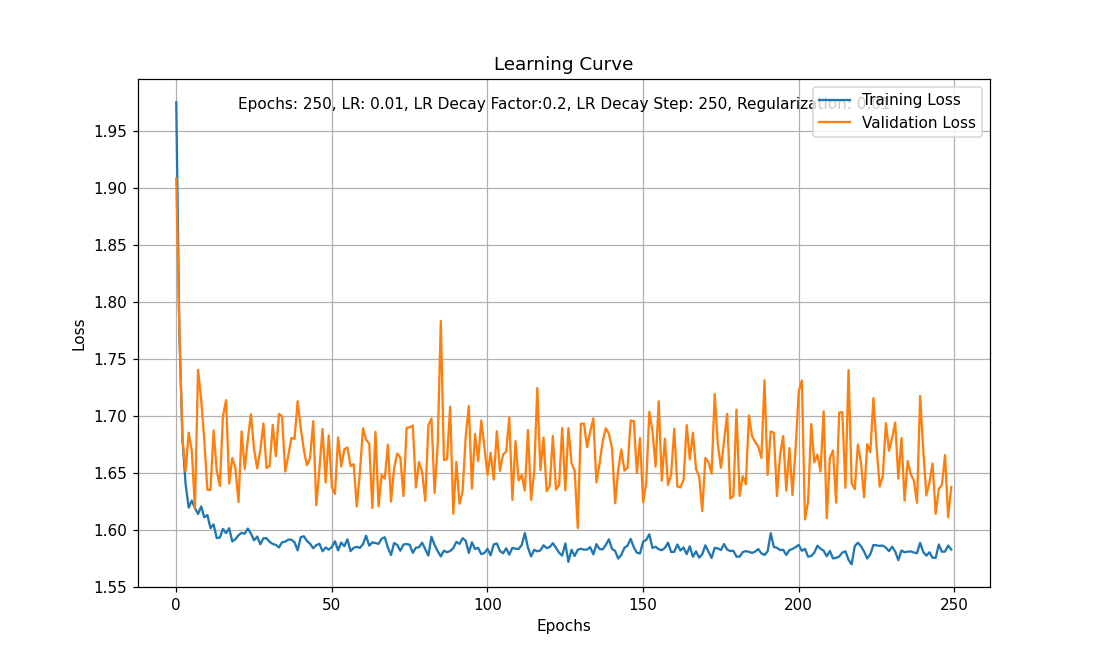 Learning Curve
Epochs: 250, LR: 0.01, LR Decay Factor:0.2, LR Decay Step: 250, Regularization: 0.01
Training Loss
Validation Loss
1.95
1.90
1.85
1.80
1.75
1.70
1.65
1.60
1.55
Loss
0
50
100
150
200
250
Epochs